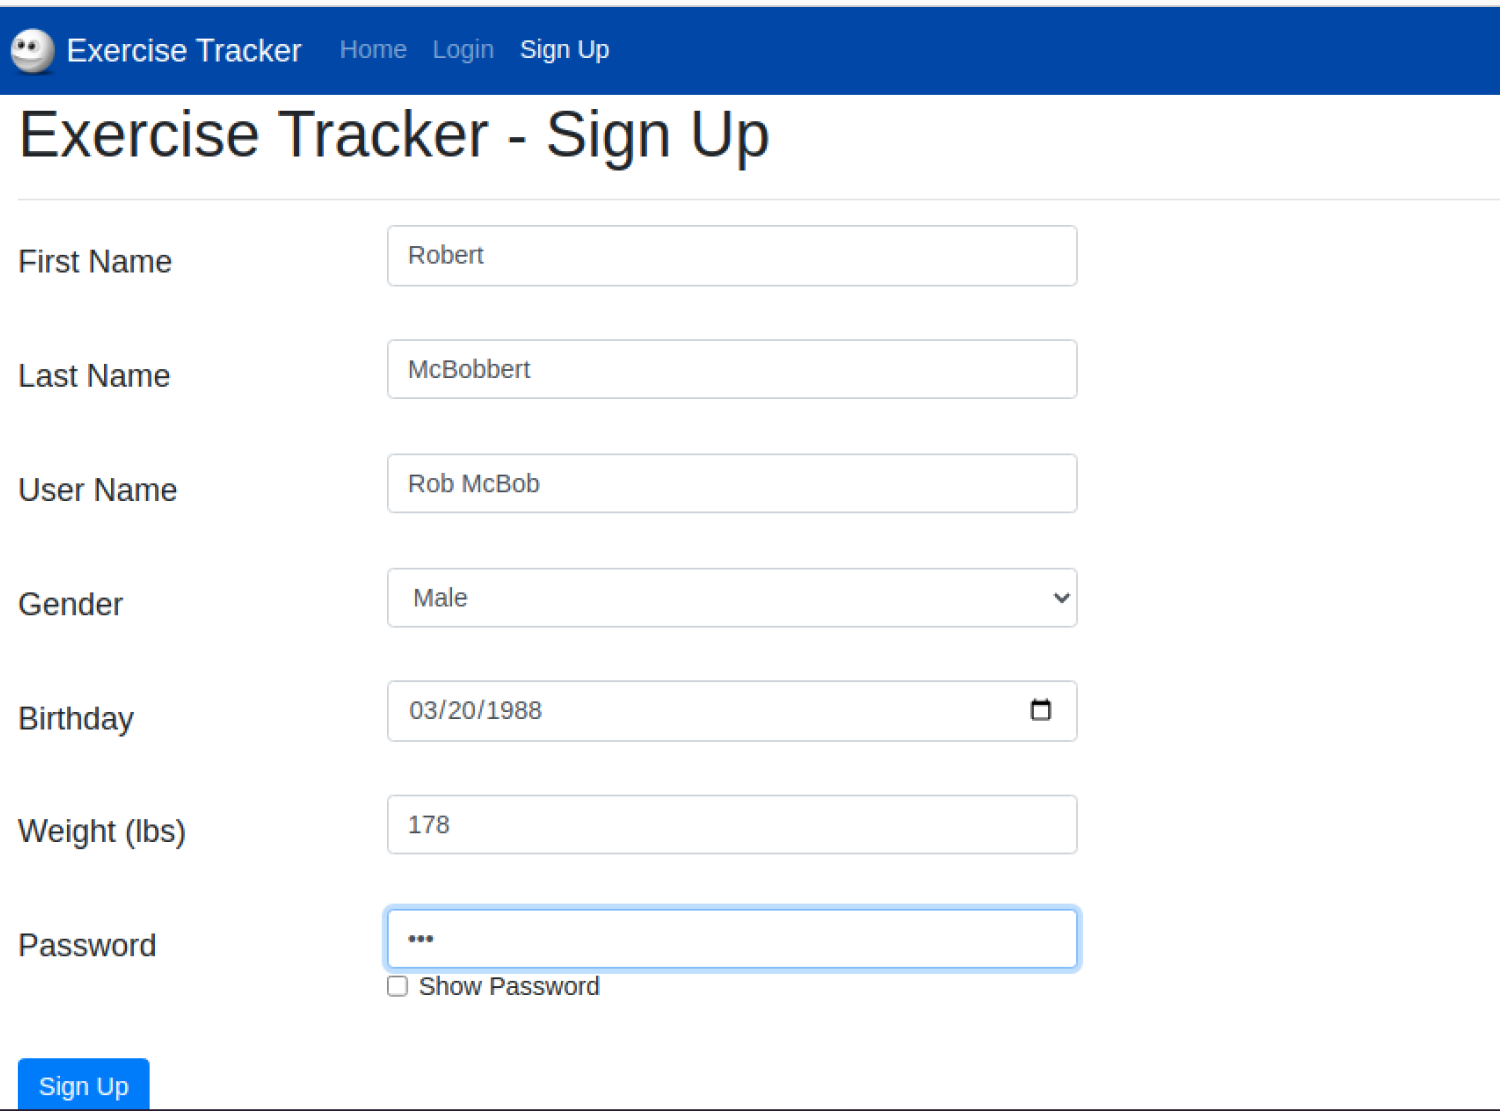 Exercise Tracker Home Login Sign Up
Exercise Tracker - Sign Up
First Name Robert
Last Name McBobbert
User Name Rob McBob
Gender Male
Birthday 03/20/1988
Weight (lbs) 178
Password •••
Show Password
Sign Up